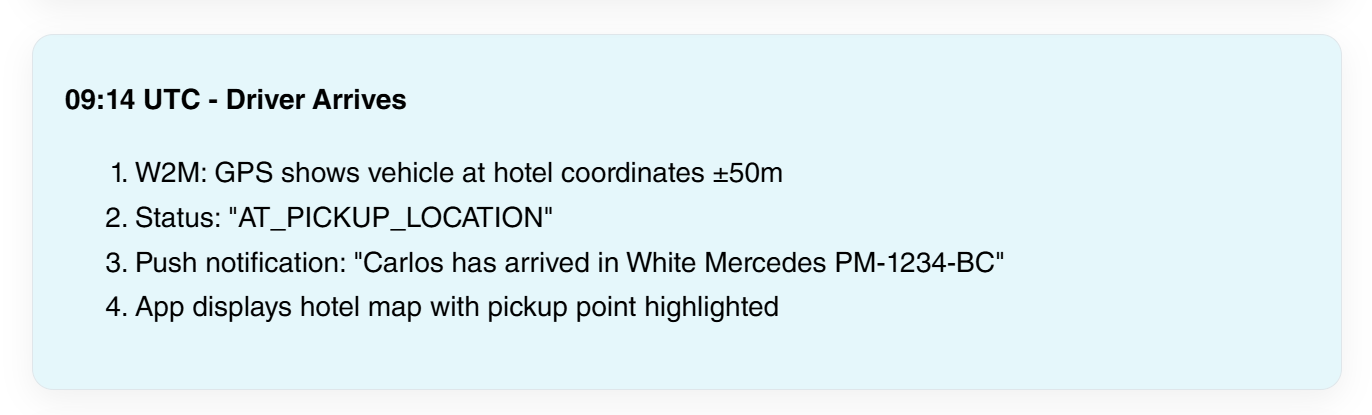 09:14 UTC - Driver Arrives
1. W2M: GPS shows vehicle at hotel coordinates ±50m
2. Status: "AT_PICKUP_LOCATION"
3. Push notification: "Carlos has arrived in White Mercedes PM-1234-BC"
4. App displays hotel map with pickup point highlighted